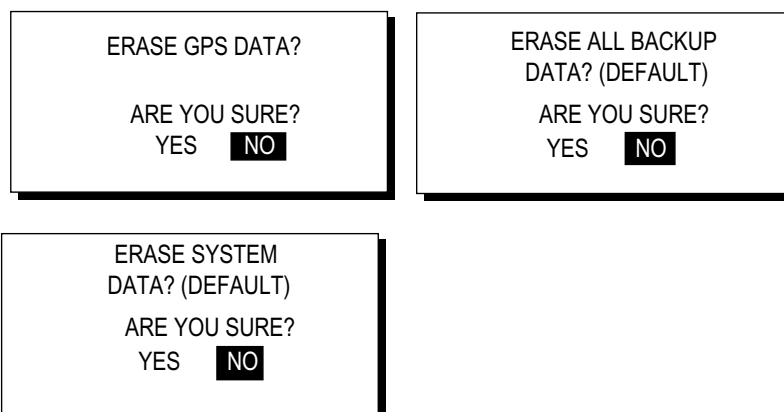 ERASE GPS DATA?
ARE YOU SURE?
YES NO
ERASE ALL BACKUP
DATA? (DEFAULT)
ARE YOU SURE?
YES NO
ERASE SYSTEM
DATA? (DEFAULT)
ARE YOU SURE?
YES NO